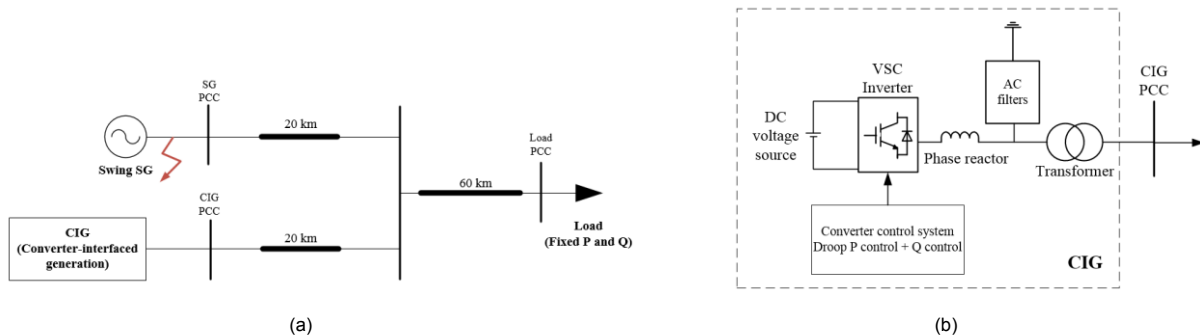 SG
PCC
20 km
Swing SG
Load
PCC
60 km
Load
(Fixed P and Q)
CIG
PCC
20 km
CIG
(Converter-interfaced
generation)
(a)
VSC
Inverter
AC
filters
CIG
PCC
DC
voltage
source
Phase reactor
Transformer
Converter control system
Droop P control + Q control
CIG
(b)